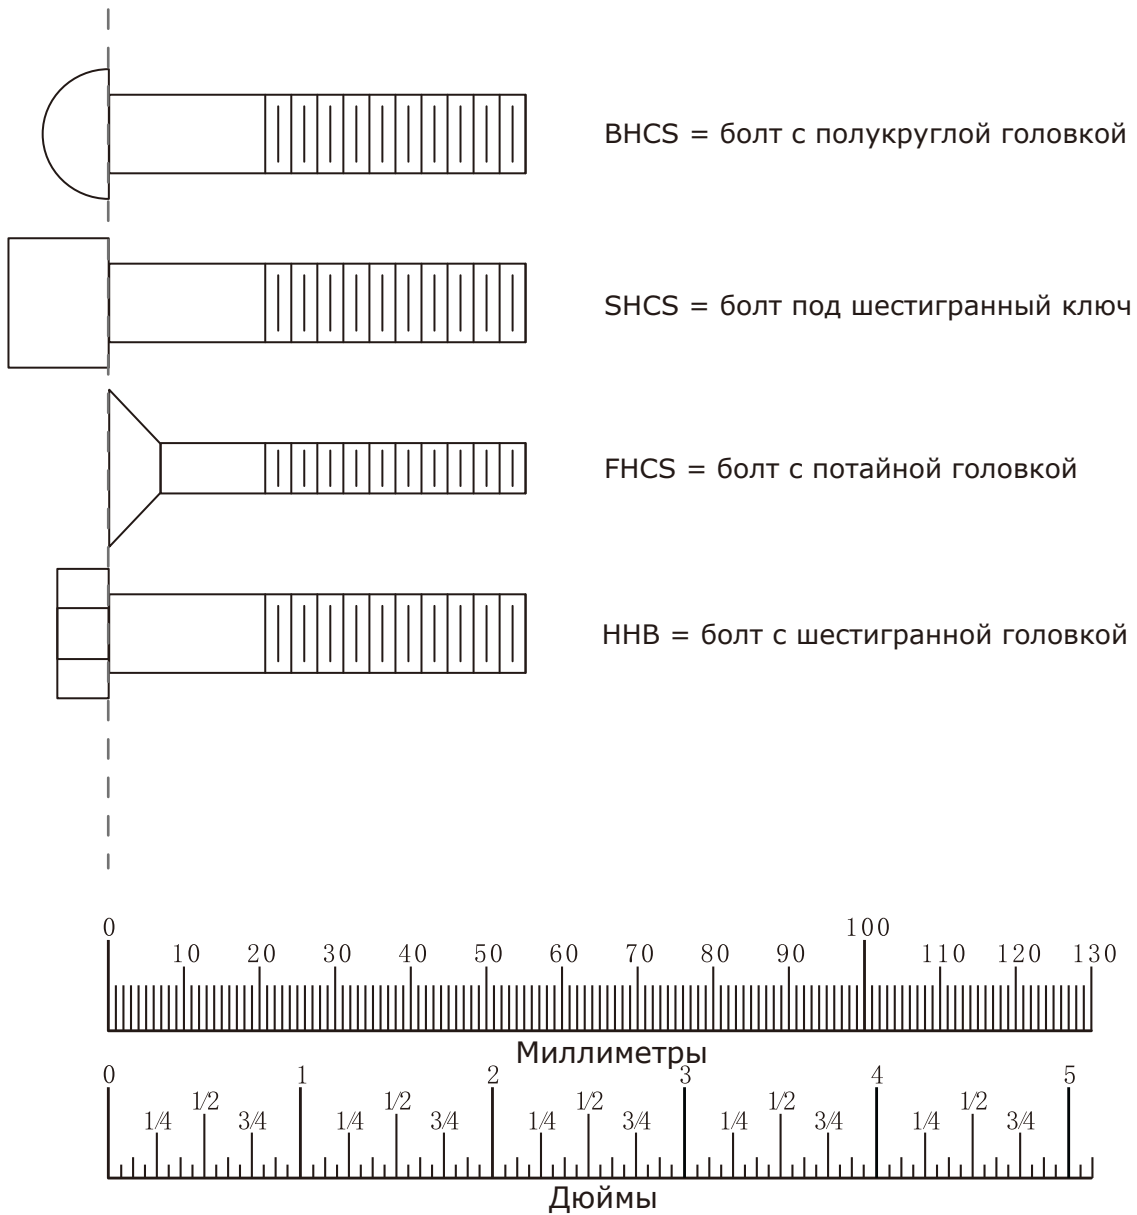 BHCS = болт с полукруглой головкой
SHCS = болт под шестигранный ключ
FHCS = болт с потайной головкой
HHB = болт с шестигранной головкой
0 10 20 30 40 50 60 70 80 90 100 110 120 130
Миллиметры
0 1/4 1/2 3/4 1 1/4 1/2 3/4 2 1/4 1/2 3/4 3 1/4 1/2 3/4 4 1/4 1/2 3/4 5
Дюймы